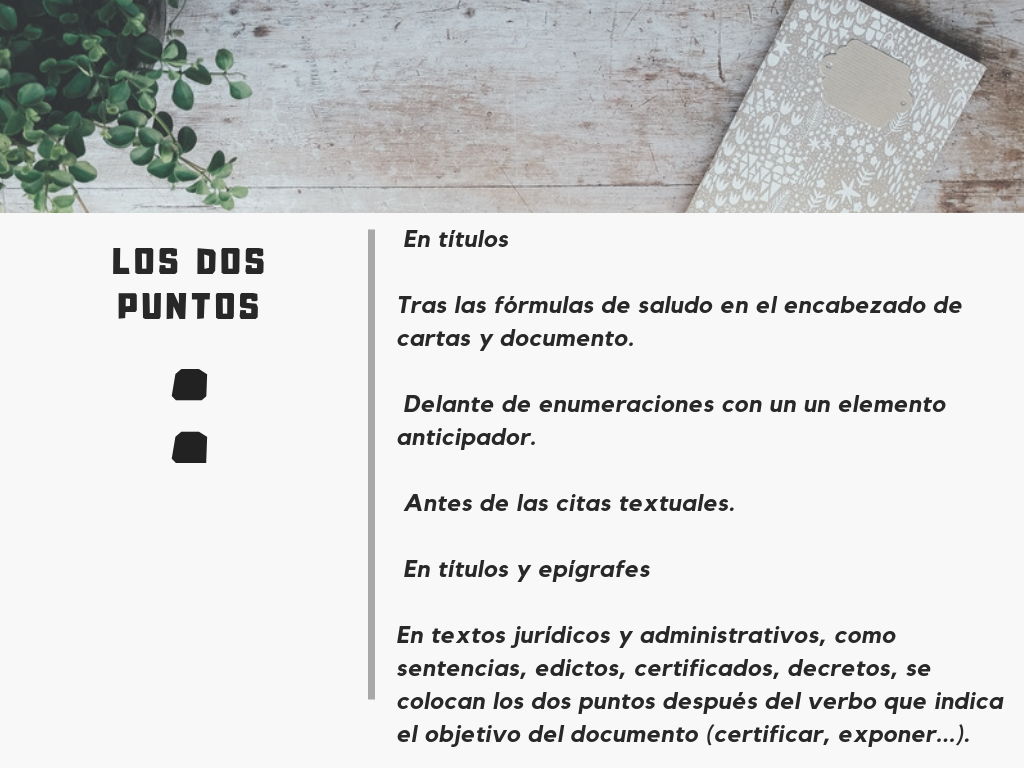 LOS DOS
PUNTOS
:
En títulos
Tras las fórmulas de saludo en el encabezado de
cartas y documento.
Delante de enumeraciones con un un elemento
anticipador.
Antes de las citas textuales.
En títulos y epígrafes
En textos jurídicos y administrativos, como
sentencias, edictos, certificados, decretos, se
colocan los dos puntos después del verbo que indica
el objetivo del documento (certificar, exponer...).